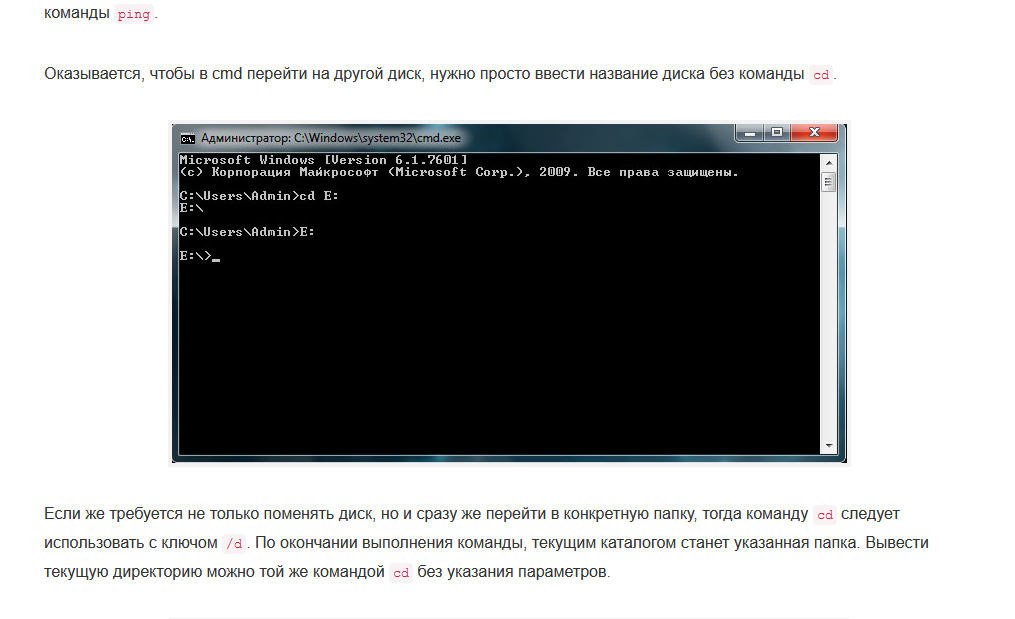 команды ping.
Оказывается, чтобы в cmd перейти на другой диск, нужно просто ввести название диска без команды cd.
Администратор: C:\Windows\system32\cmd.exe
Microsoft Windows [Version 6.1.7601]
(c) Корпорация Майкрософт (Microsoft Corp.), 2009. Все права защищены.
C:\Users\Admin>cd E:
E:\
C:\Users\Admin>E:
E:\>_
Если же требуется не только поменять диск, но и сразу же перейти в конкретную папку, тогда команду cd следует
использовать с ключом /d. По окончании выполнения команды, текущим каталогом станет указанная папка. Вывести
текущую директорию можно той же командой cd без указания параметров.